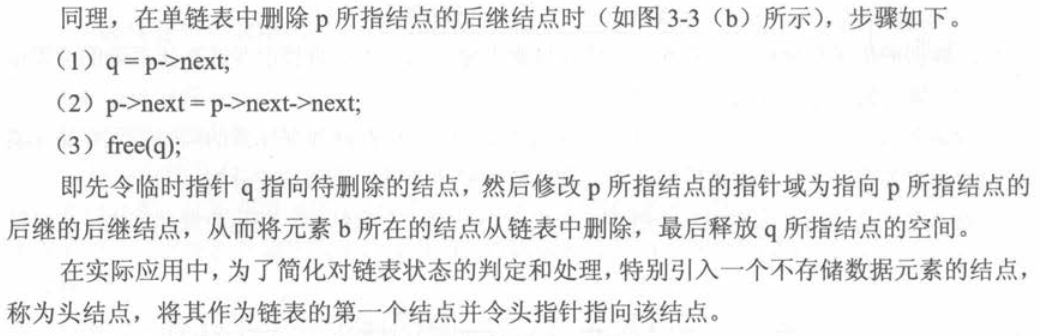 同理，在单链表中删除 p 所指结点的后继结点时（如图 3-3（b）所示），步骤如下。
（1）q = p->next;
（2）p->next = p->next->next;
（3）free(q);
即先令临时指针 q 指向待删除的结点，然后修改 p 所指结点的指针域为指向 p 所指结点的
后继的后继结点，从而将元素 b 所在的结点从链表中删除，最后释放 q 所指结点的空间。
在实际应用中，为了简化对链表状态的判定和处理，特别引入一个不存储数据元素的结点，
称为头结点，将其作为链表的第一个结点并令头指针指向该结点。